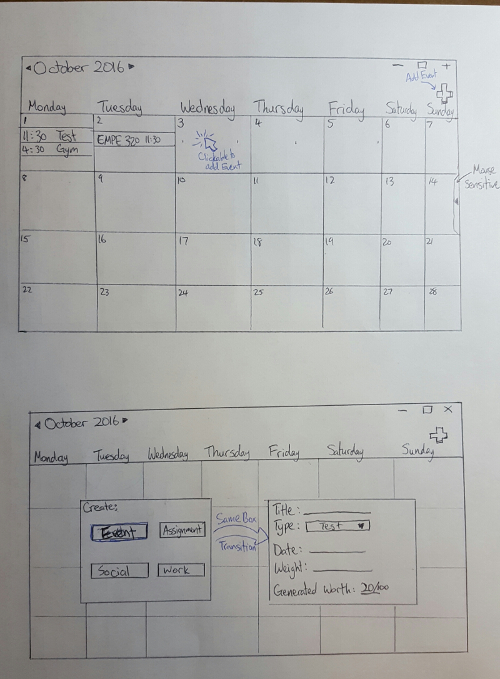 October 2016
Add Event
Monday Tuesday Wednesday Thursday Friday Saturday Sunday
1 2 3 4 5 6 7
11:30 Test
4:30 Gym
EMPE 320 11:30
Clickable to
add Event
8 9 10 11 12 13 14
Mouse
Sensitive
15 16 17 18 19 20 21
22 23 24 25 26 27 28
October 2016
Monday Tuesday Wednesday Thursday Friday Saturday Sunday
Create:
Event Assignment
Social Work
Same Box
Transition
Title:
Type: Test
Date:
Weight:
Generated Worth: 20/100